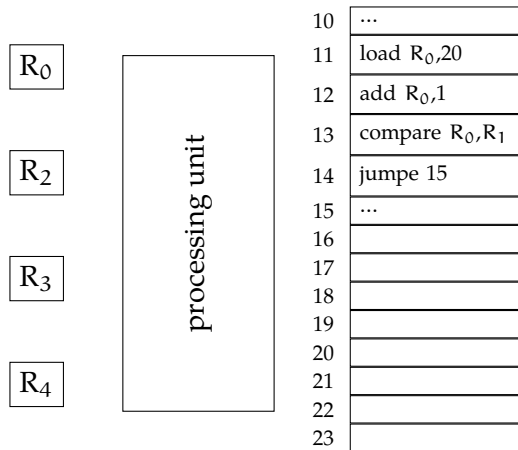 R0
R2
R3
R4
processing unit
10 ...
11 load R0,20
12 add R0,1
13 compare R0,R1
14 jumpe 15
15 ...
16
17
18
19
20
21
22
23